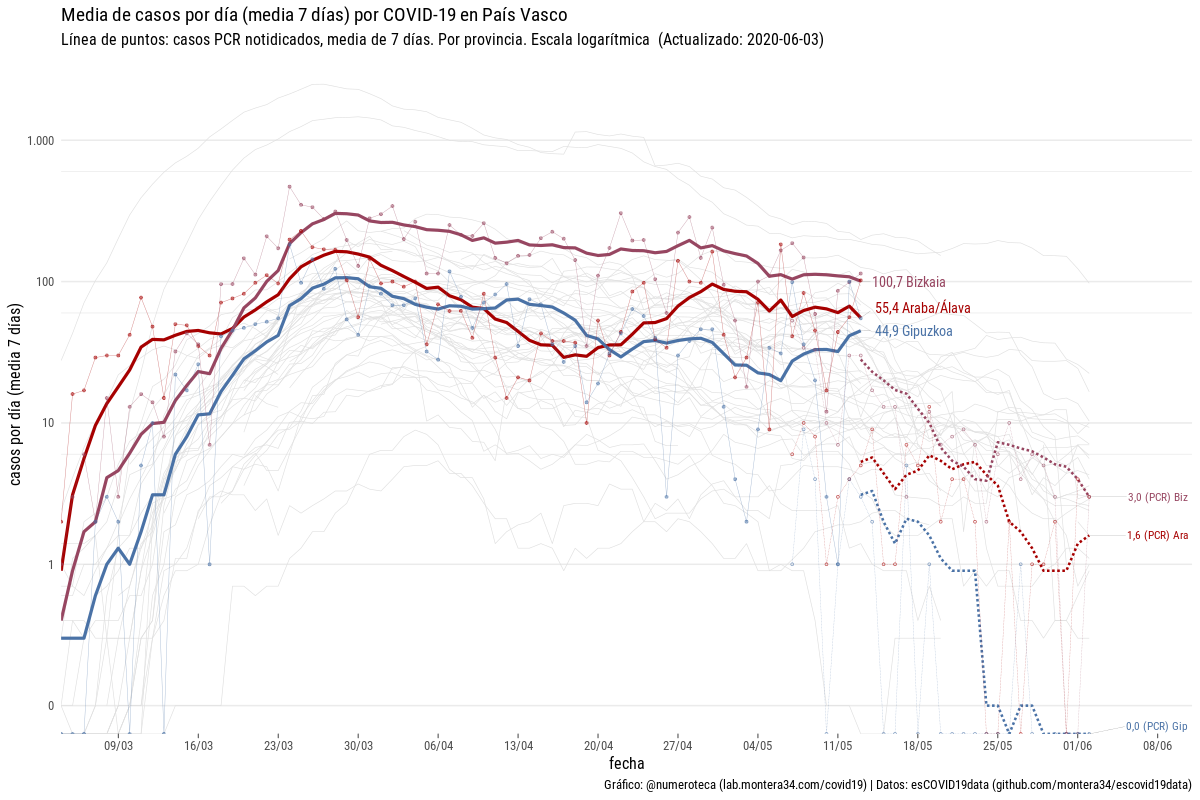 Media de casos por día (media 7 días) por COVID-19 en País Vasco
Línea de puntos: casos PCR notidicados, media de 7 días. Por provincia. Escala logarítmica (Actualizado: 2020-06-03)
casos por día (media 7 días)
1.000
100
10
1
0
100,7 Bizkaia
55,4 Araba/Álava
44,9 Gipuzkoa
3,0 (PCR) Biz
1,6 (PCR) Ara
0,0 (PCR) Gip
09/03 16/03 23/03 30/03 06/04 13/04 20/04 27/04 04/05 11/05 18/05 25/05 01/06 08/06
fecha
Gráfico: @numeroteca (lab.montera34.com/covid19) | Datos: esCOVID19data (github.com/montera34/escovid19data)